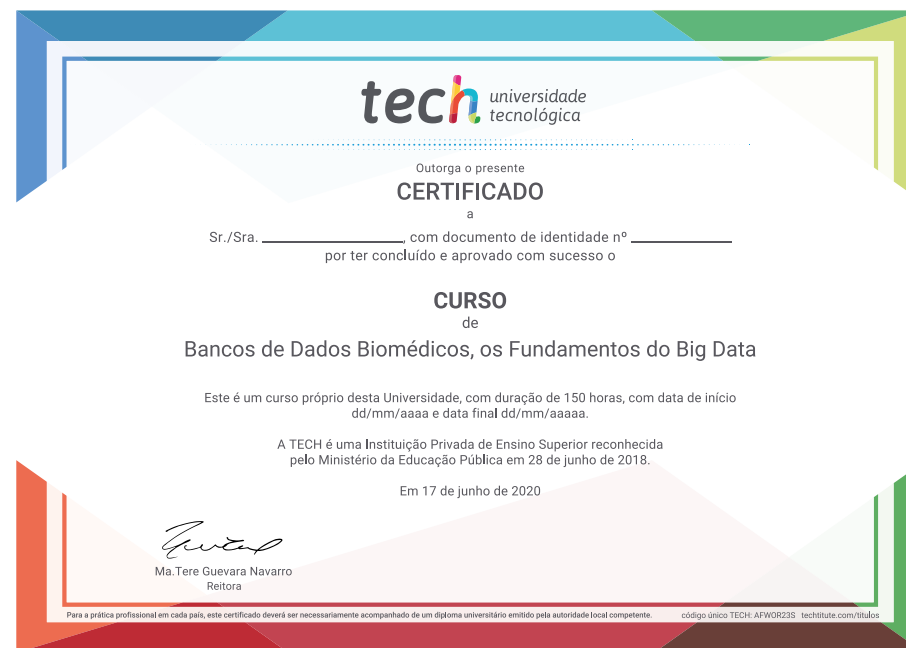 tech universidade
tecnológica
Outorga o presente
CERTIFICADO
a
Sr./Sra. ____________, com documento de identidade nº ____________
por ter concluído e aprovado com sucesso o
CURSO
de
Bancos de Dados Biomédicos, os Fundamentos do Big Data
Este é um curso próprio desta Universidade, com duração de 150 horas, com data de início
dd/mm/aaaa e data final dd/mm/aaaaa.
A TECH é uma Instituição Privada de Ensino Superior reconhecida
pelo Ministério da Educação Pública em 28 de junho de 2018.
Em 17 de junho de 2020
Ma.Tere Guevara Navarro
Reitora
Para a prática profissional em cada país, este certificado deverá ser necessariamente acompanhado de um diploma universitário emitido pela autoridade local competente. código único TECH: AFWOR23S techtitute.com/titulos